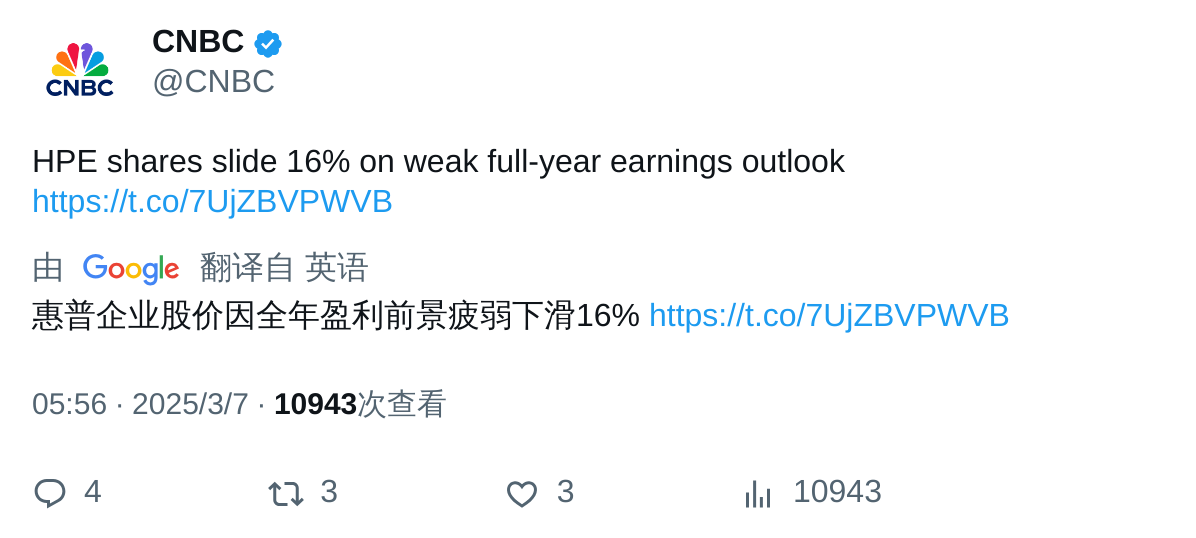 CNBC
CNBC
@CNBC
HPE shares slide 16% on weak full-year earnings outlook
https://t.co/7UjZBVPWVB
由 Google 翻译自 英语
惠普企业股价因全年盈利前景疲弱下滑16% https://t.co/7UjZBVPWVB
05:56 · 2025/3/7 · 10943次查看
4 3 3 10943